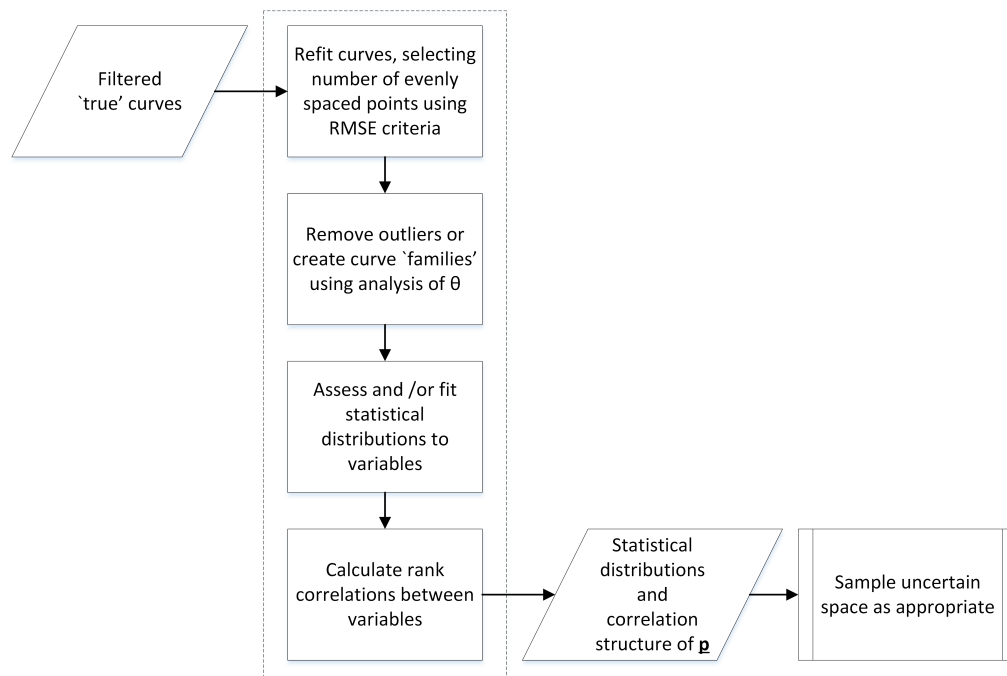 Filtered
`true’ curves
Refit curves, selecting
number of evenly
spaced points using
RMSE criteria
Remove outliers or
create curve `families’
using analysis of θ
Assess and /or fit
statistical
distributions to
variables
Calculate rank
correlations between
variables
Statistical
distributions
and
correlation
structure of p
Sample uncertain
space as appropriate